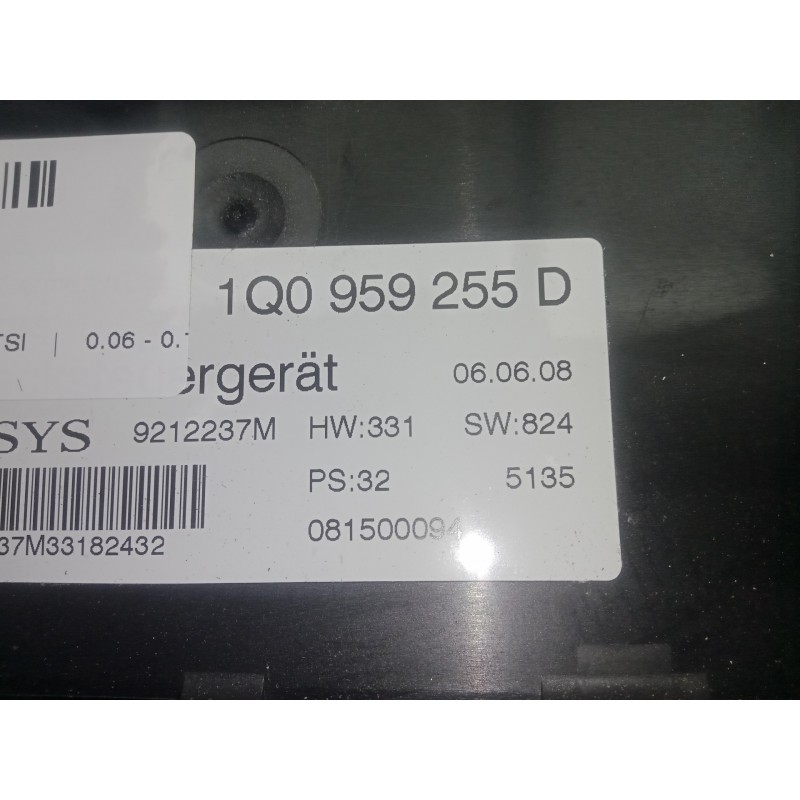 1Q0 959 255 D
TSI | 0.06 - 0.
ergerät 06.06.08
SYS 9212237M HW:331 SW:824
PS:32 5135
37M33182432 081500094